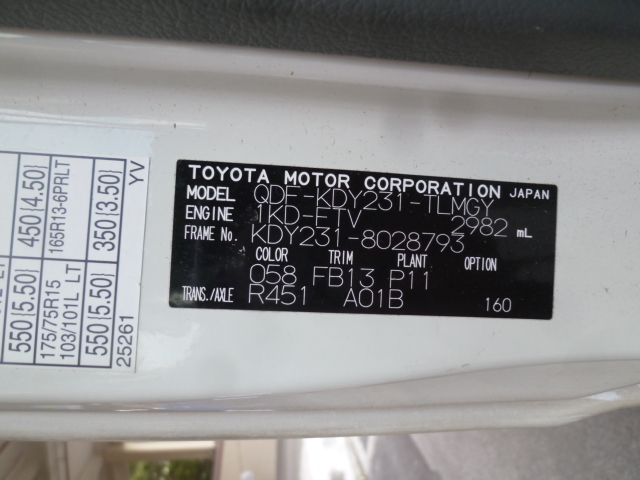 TOYOTA MOTOR CORPORATION JAPAN
MODEL QDF-KDY231-TLMGY
ENGINE 1KD-FTV 2982 mL
FRAME No. KDY231-8028793
COLOR TRIM PLANT OPTION
058 FB13 P11
TRANS./AXLE R451 A01B 160
550{5.50} 450{4.50}
175/75R15 103/101L LT 165R13-6PRLT
550{5.50} 350{3.50}
25261 YV